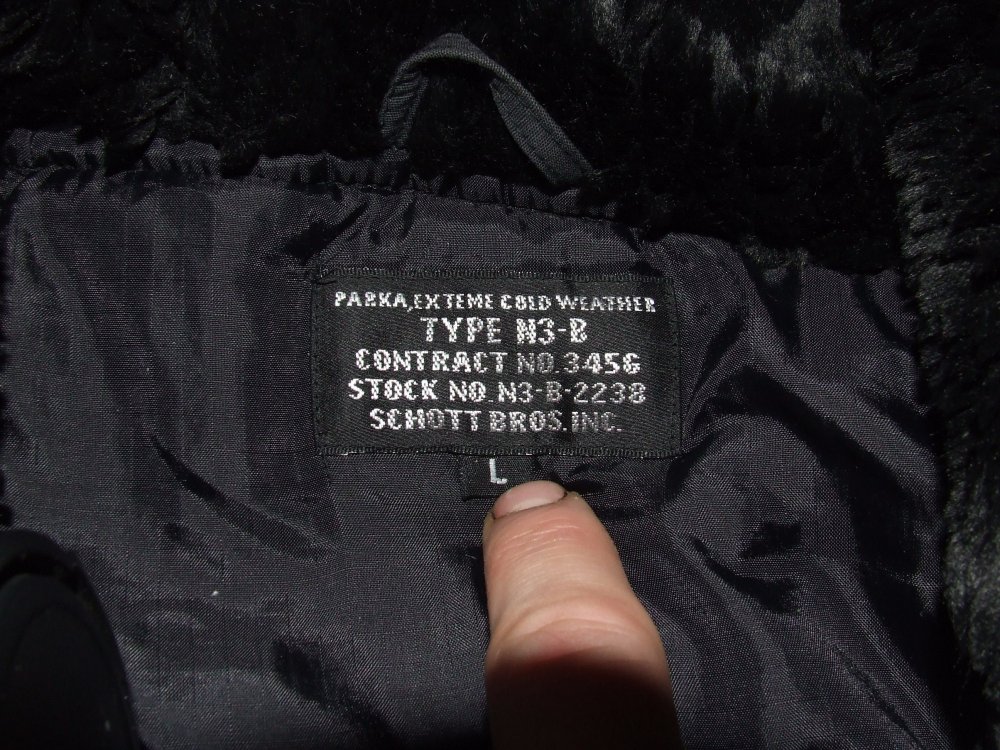 PARKA,EXTEME COLD WEATHER
TYPE N3-B
CONTRACT NO.3456
STOCK NO.N3-B-2238
SCHOTT BROS.INC.
L